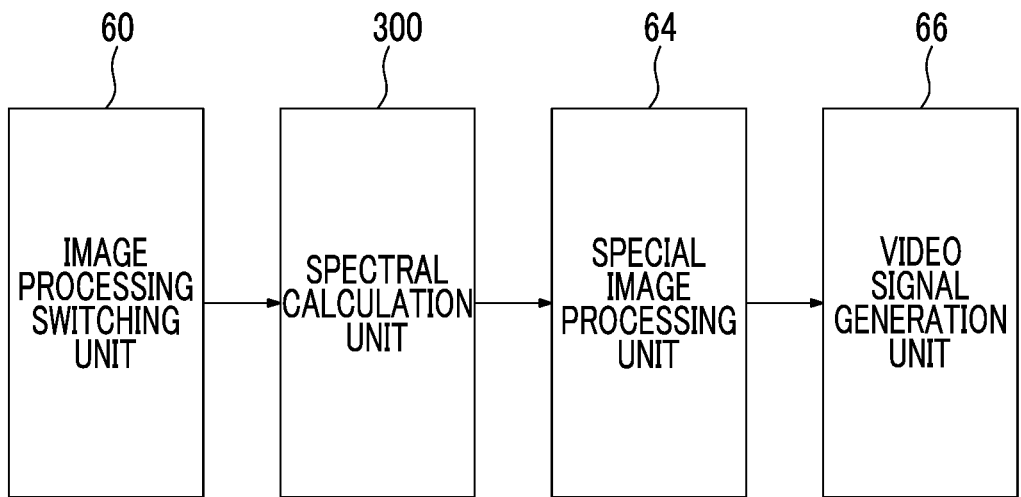 60
300
64
66
IMAGE
PROCESSING
SWITCHING
UNIT
SPECTRAL
CALCULATION
UNIT
SPECIAL
IMAGE
PROCESSING
UNIT
VIDEO
SIGNAL
GENERATION
UNIT